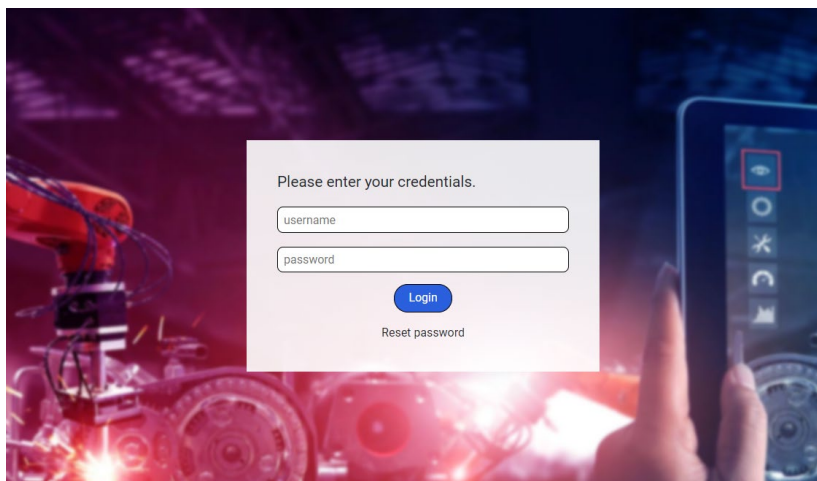 Please enter your credentials.
username
password
Login
Reset password